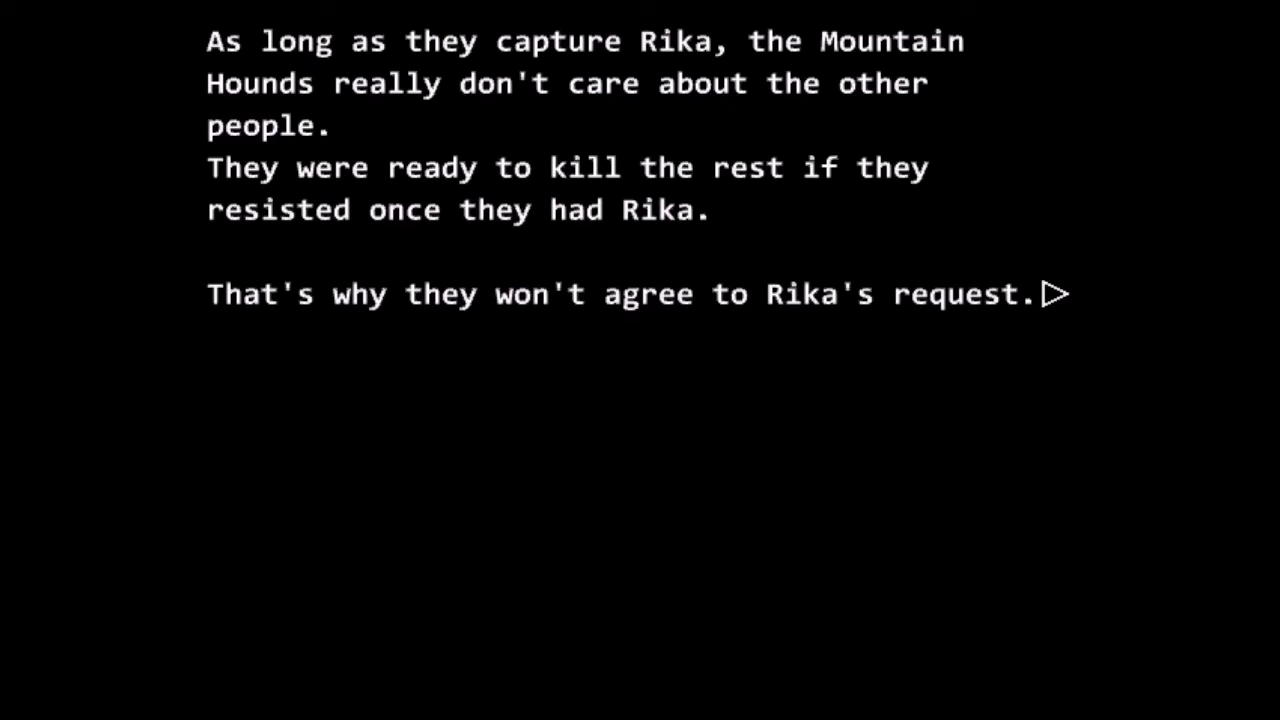 As long as they capture Rika, the Mountain
Hounds really don't care about the other
people.
They were ready to kill the rest if they
resisted once they had Rika.
That's why they won't agree to Rika's request.